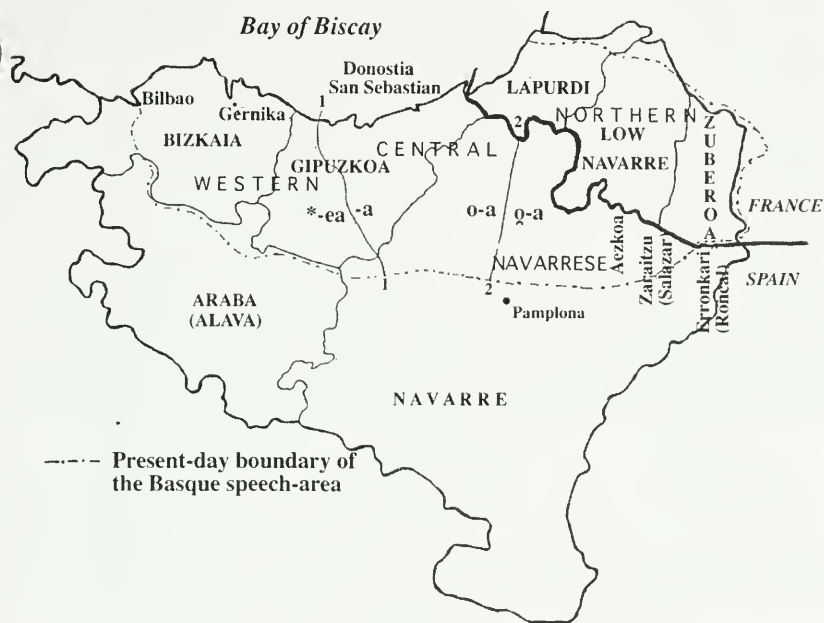 Bay of Biscay
Donostia
San Sebastian
Bilbao
Gernika
1
LAPURDI
2
NORTHERN
BIZKAIA
CENTRAL
LOW
GIPUZKOA
NAVARRE
WESTERN
ZUBEROA
*-ea
-a
o-a
o̯-a
FRANCE
Aezkoa
Zaraitzu
(Salazar)
NAVARRESE
SPAIN
Erronkari
(Roncal)
ARABA
(ALAVA)
1
2
Pamplona
NAVARRE
Present-day boundary of
the Basque speech-area